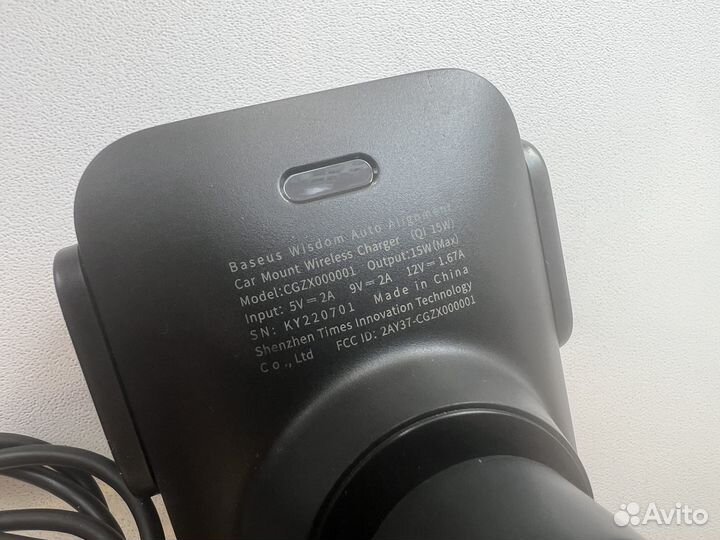 Baseus Wisdom Auto Alignment
Car Mount Wireless Charger (QI 15W)
Model:CGZX000001 Output:15W(Max)
Input: 5V⎓2A 9V⎓2A 12V⎓1.67A
SN: KY220701 Made in China
Shenzhen Times Innovation Technology
Co.,Ltd FCC ID: 2AY37-CGZX000001
Avito